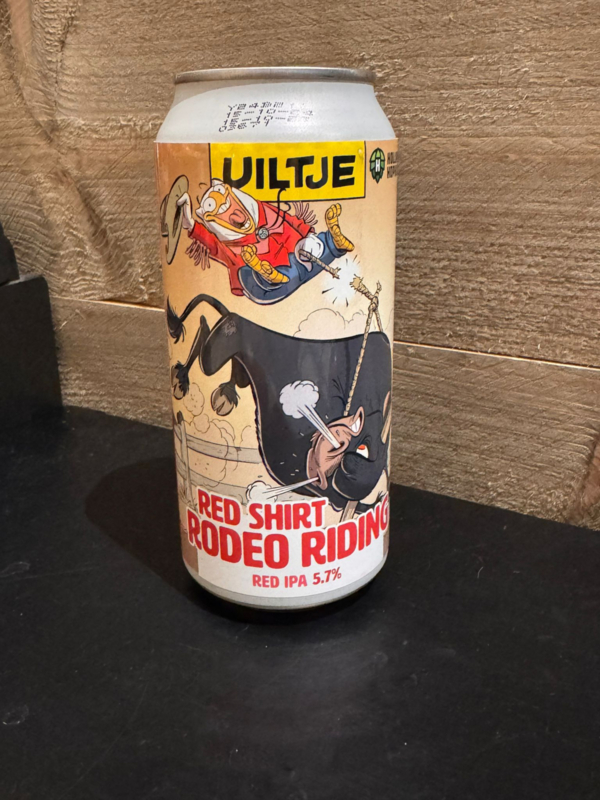 UILTJE
RED SHIRT
RODEO RIDING
RED IPA 5.7%